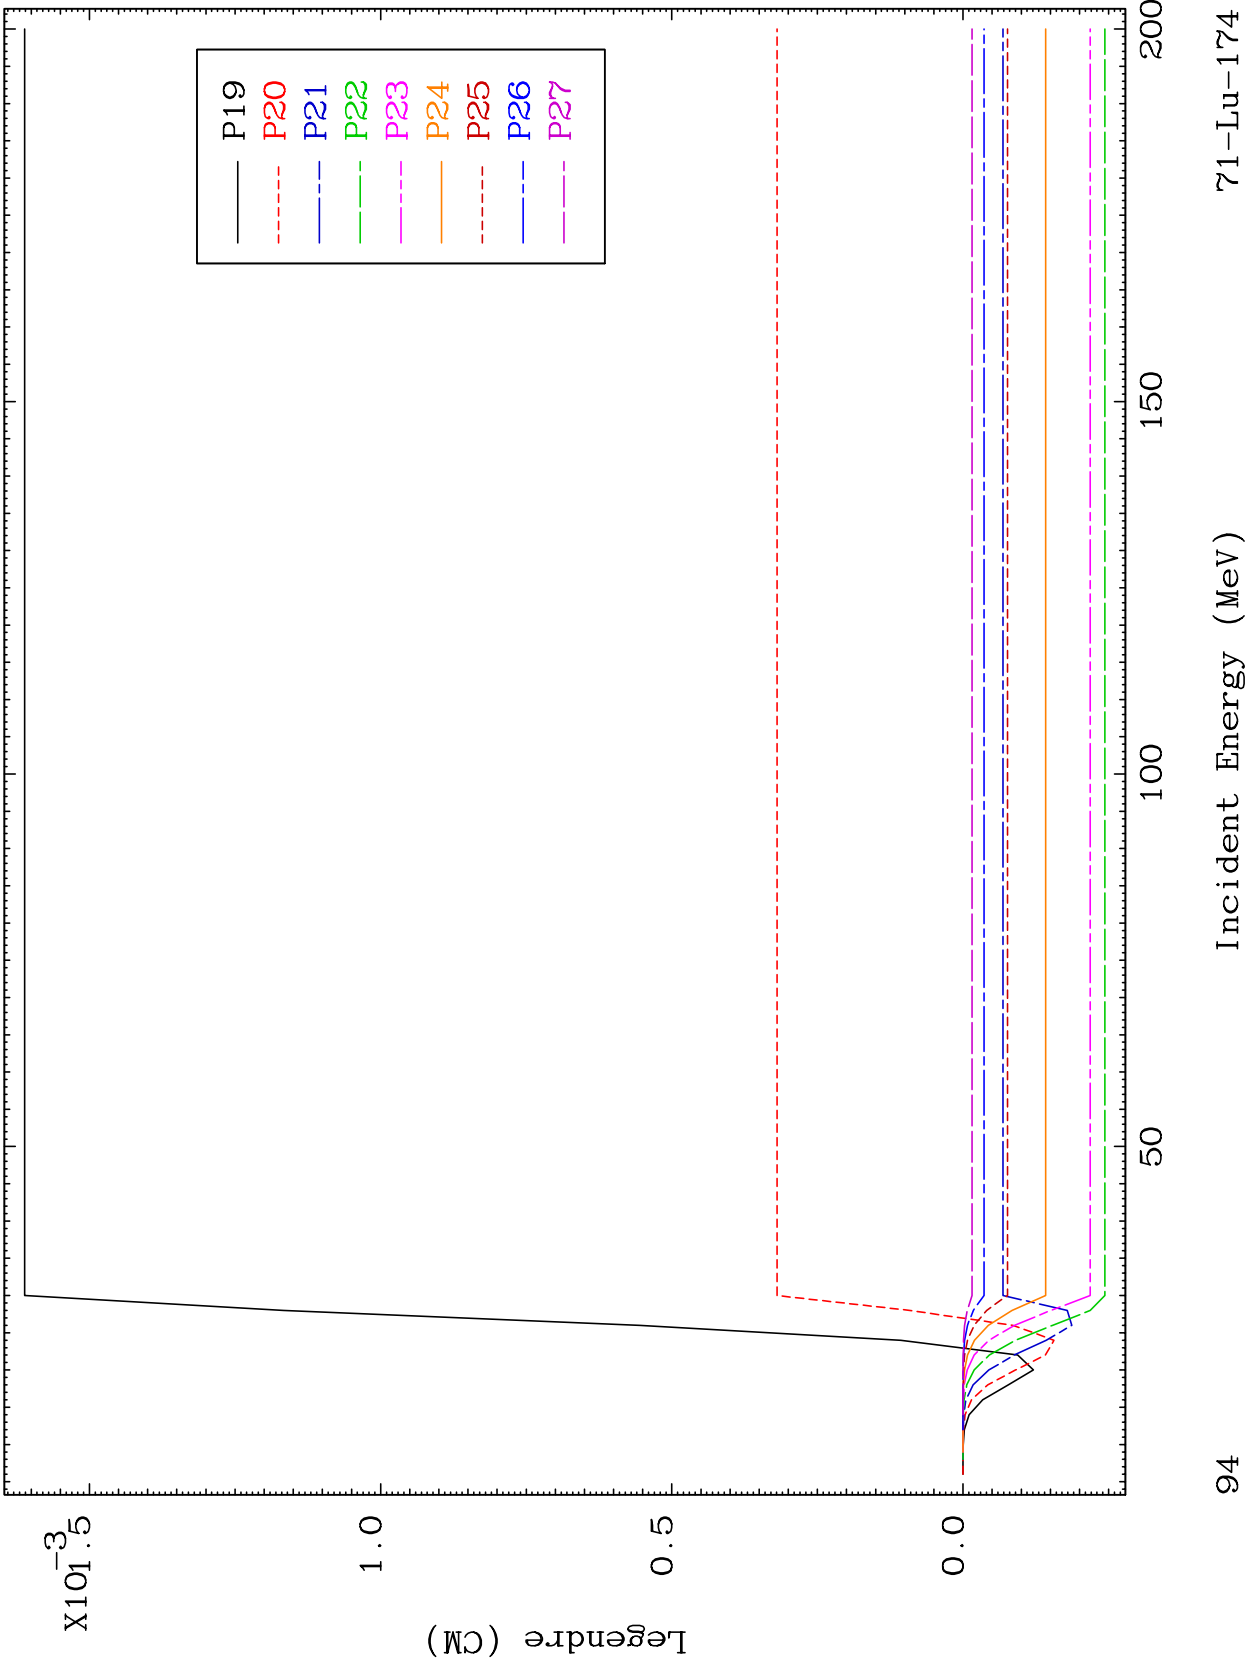 X10-3
1.5
1.0
0.5
0.0
Legendre (CM)
P19
P20
P21
P22
P23
P24
P25
P26
P27
50
100
150
200
94
Incident Energy (MeV)
71-Lu-174